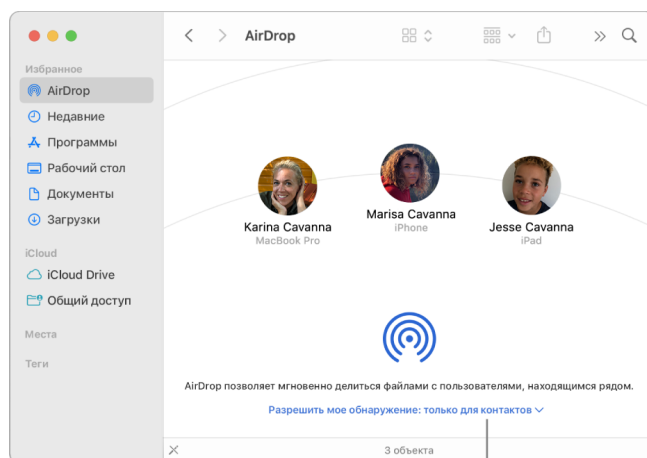 AirDrop
Избранное
AirDrop
Недавние
Программы
Рабочий стол
Документы
Загрузки
iCloud
iCloud Drive
Общий доступ
Места
Теги
Karina Cavanna
MacBook Pro
Marisa Cavanna
iPhone
Jesse Cavanna
iPad
AirDrop позволяет мгновенно делиться файлами с пользователями, находящимся рядом.
Разрешить мое обнаружение: только для контактов
3 объекта